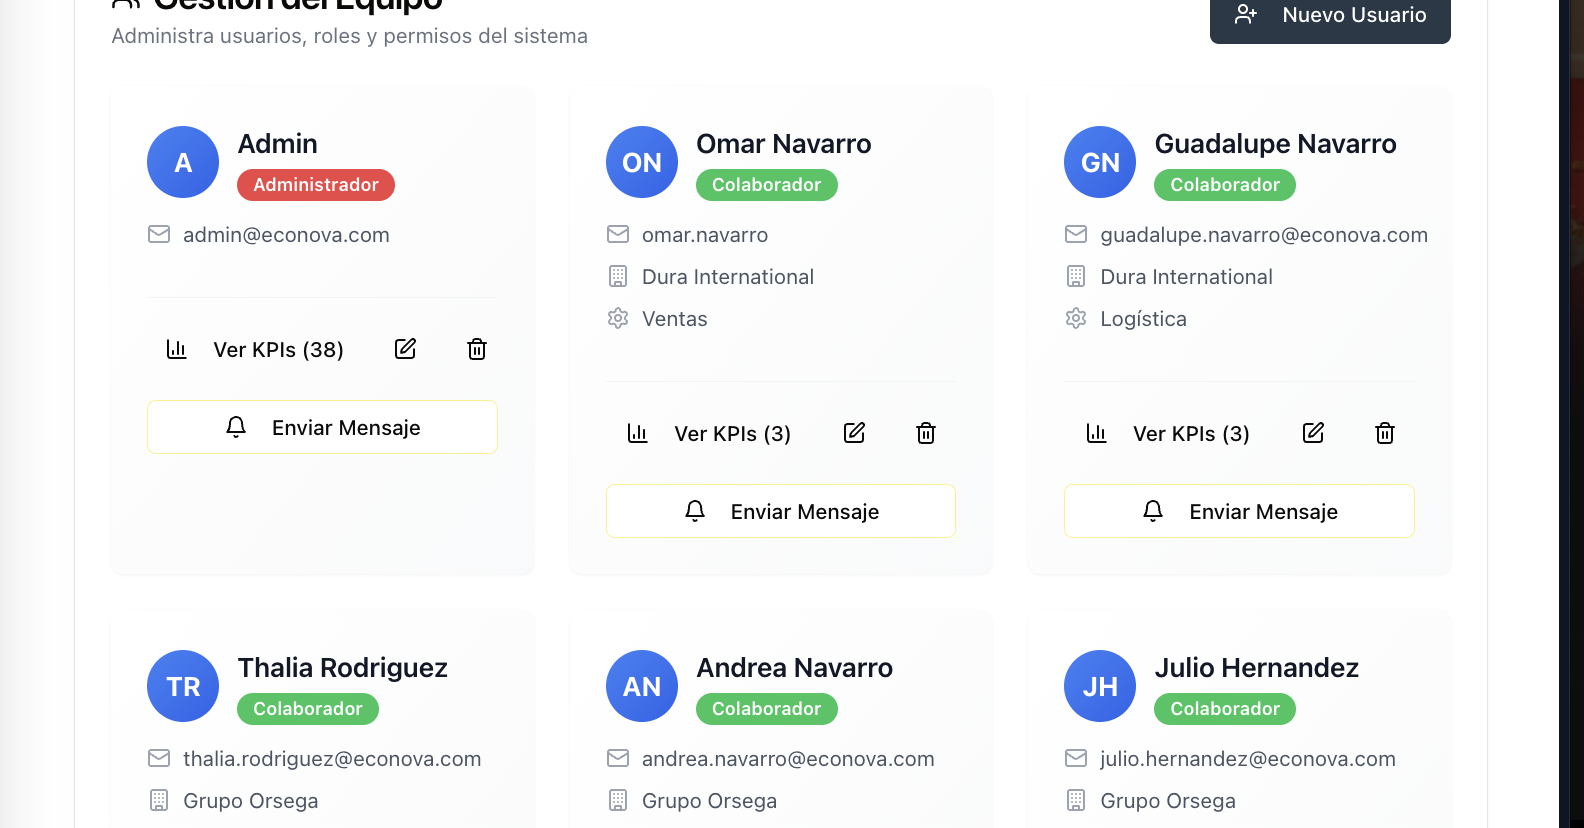 Gestión del Equipo
Nuevo Usuario
Administra usuarios, roles y permisos del sistema
A
Admin
Administrador
admin@econova.com
Ver KPIs (38)
Enviar Mensaje
ON
Omar Navarro
Colaborador
omar.navarro
Dura International
Ventas
Ver KPIs (3)
Enviar Mensaje
GN
Guadalupe Navarro
Colaborador
guadalupe.navarro@econova.com
Dura International
Logística
Ver KPIs (3)
Enviar Mensaje
TR
Thalia Rodriguez
Colaborador
thalia.rodriguez@econova.com
Grupo Orsega
AN
Andrea Navarro
Colaborador
andrea.navarro@econova.com
Grupo Orsega
JH
Julio Hernandez
Colaborador
julio.hernandez@econova.com
Grupo Orsega